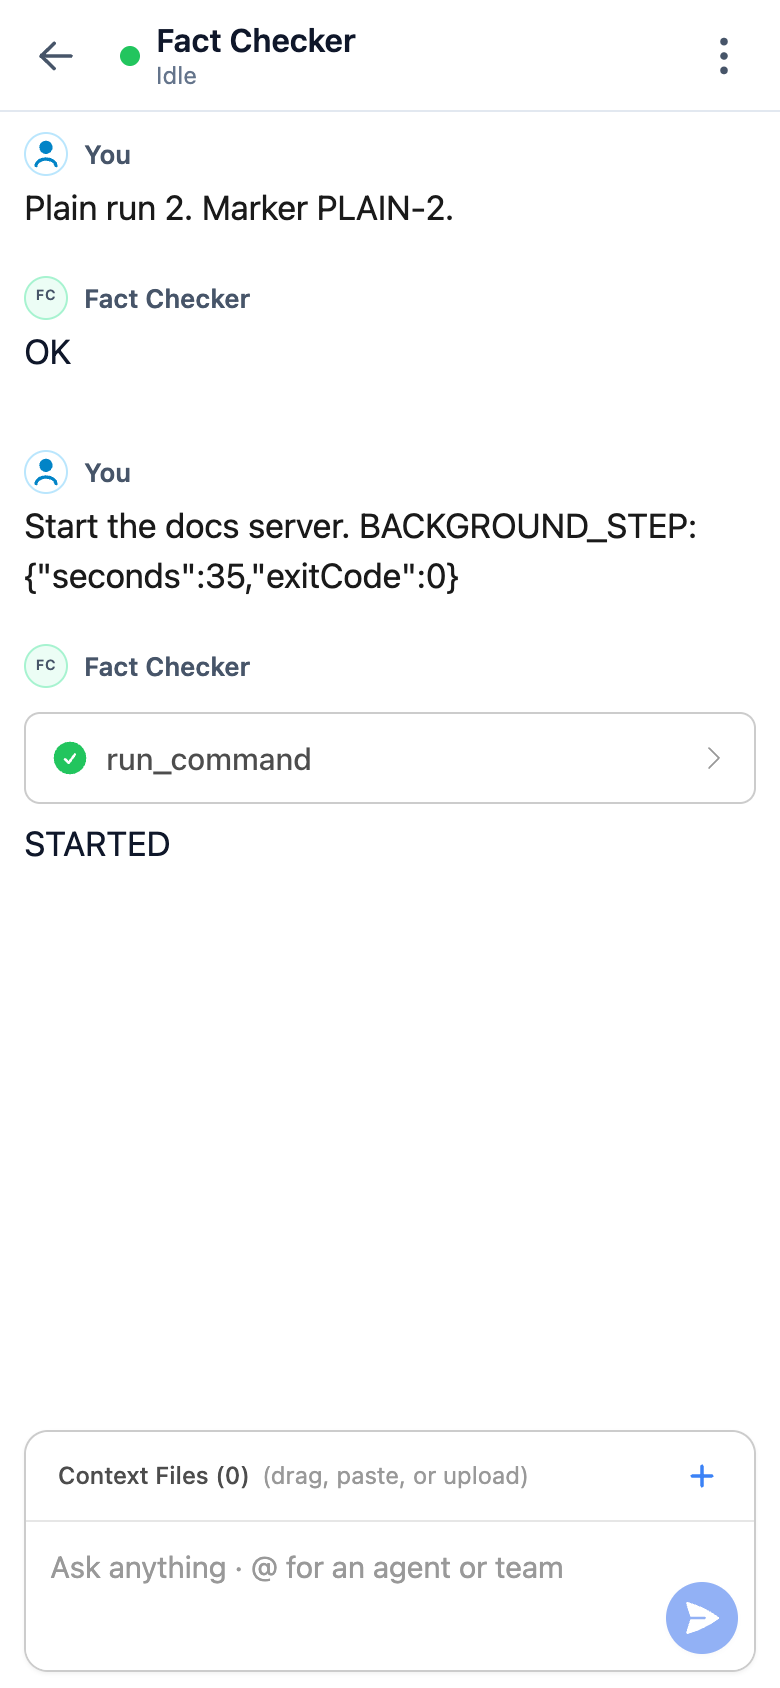 Fact Checker
Idle
You
Plain run 2. Marker PLAIN-2.
FC
Fact Checker
OK
You
Start the docs server. BACKGROUND_STEP:
{"seconds":35,"exitCode":0}
FC
Fact Checker
run_command
STARTED
Context Files (0) (drag, paste, or upload)
Ask anything · @ for an agent or team